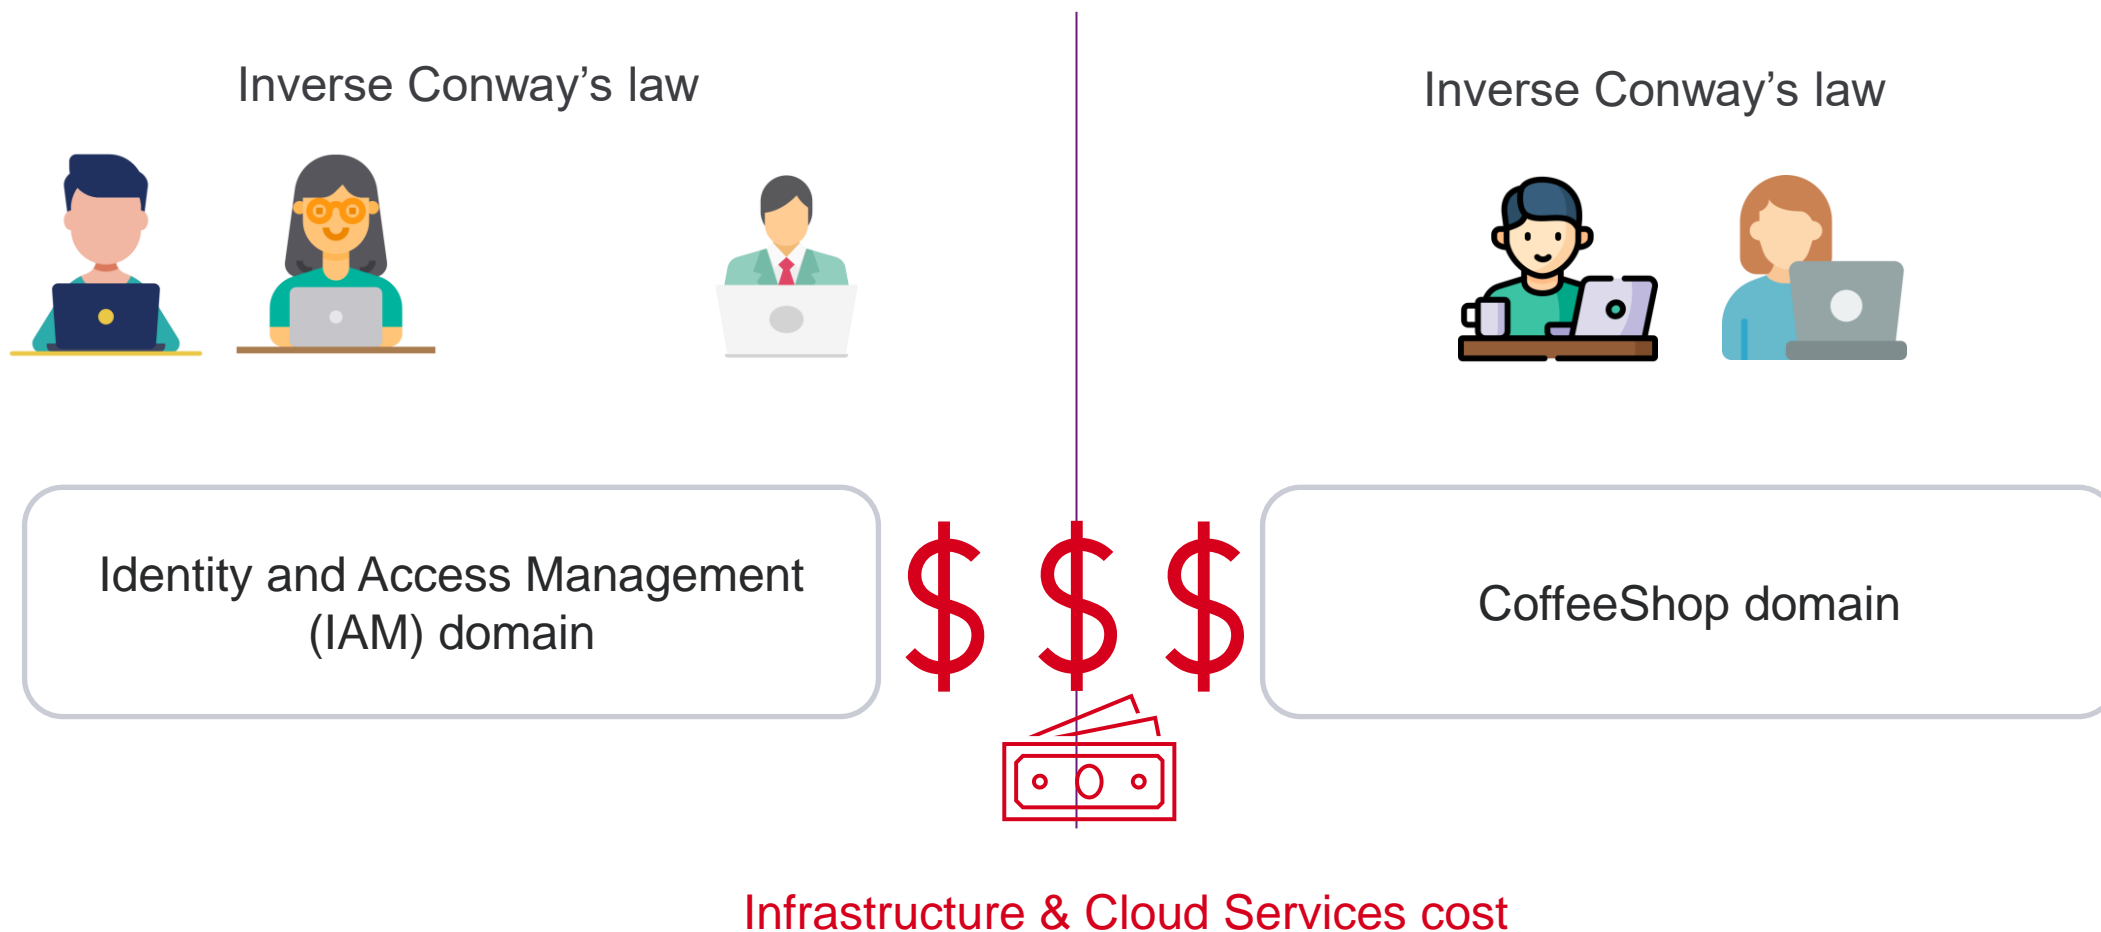 Inverse Conway’s law
Inverse Conway’s law
Identity and Access Management
(IAM) domain
$ $ $
CoffeeShop domain
Infrastructure & Cloud Services cost